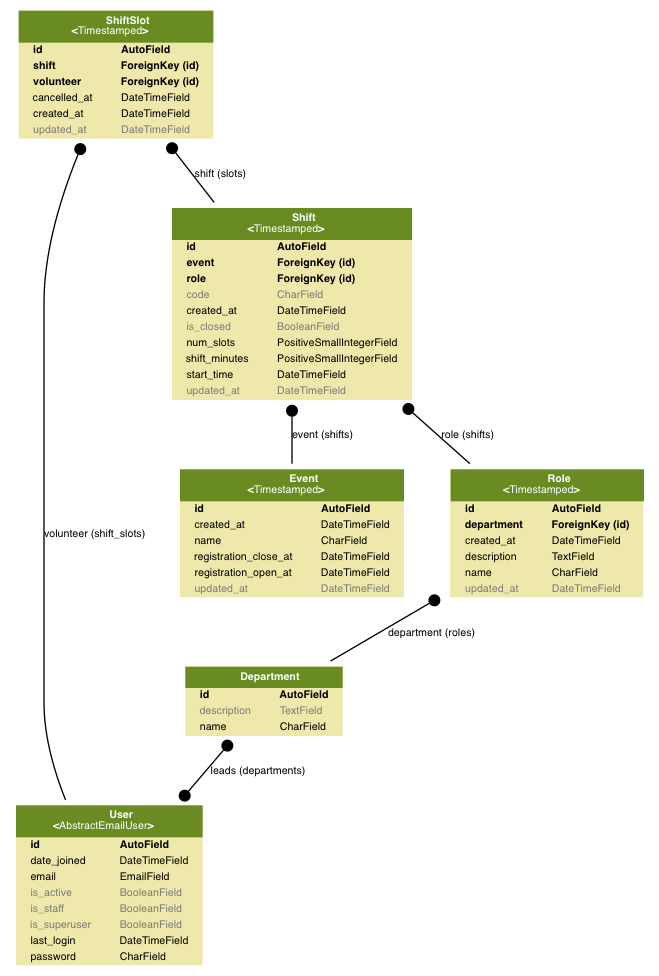 ShiftSlot
<Timestamped>
id AutoField
shift ForeignKey (id)
volunteer ForeignKey (id)
cancelled_at DateTimeField
created_at DateTimeField
updated_at DateTimeField
shift (slots)
Shift
<Timestamped>
id AutoField
event ForeignKey (id)
role ForeignKey (id)
code CharField
created_at DateTimeField
is_closed BooleanField
num_slots PositiveSmallIntegerField
shift_minutes PositiveSmallIntegerField
start_time DateTimeField
updated_at DateTimeField
event (shifts)
role (shifts)
Event
<Timestamped>
id AutoField
created_at DateTimeField
name CharField
registration_close_at DateTimeField
registration_open_at DateTimeField
updated_at DateTimeField
Role
<Timestamped>
id AutoField
department ForeignKey (id)
created_at DateTimeField
description TextField
name CharField
updated_at DateTimeField
volunteer (shift_slots)
department (roles)
Department
id AutoField
description TextField
name CharField
leads (departments)
User
<AbstractEmailUser>
id AutoField
date_joined DateTimeField
email EmailField
is_active BooleanField
is_staff BooleanField
is_superuser BooleanField
last_login DateTimeField
password CharField